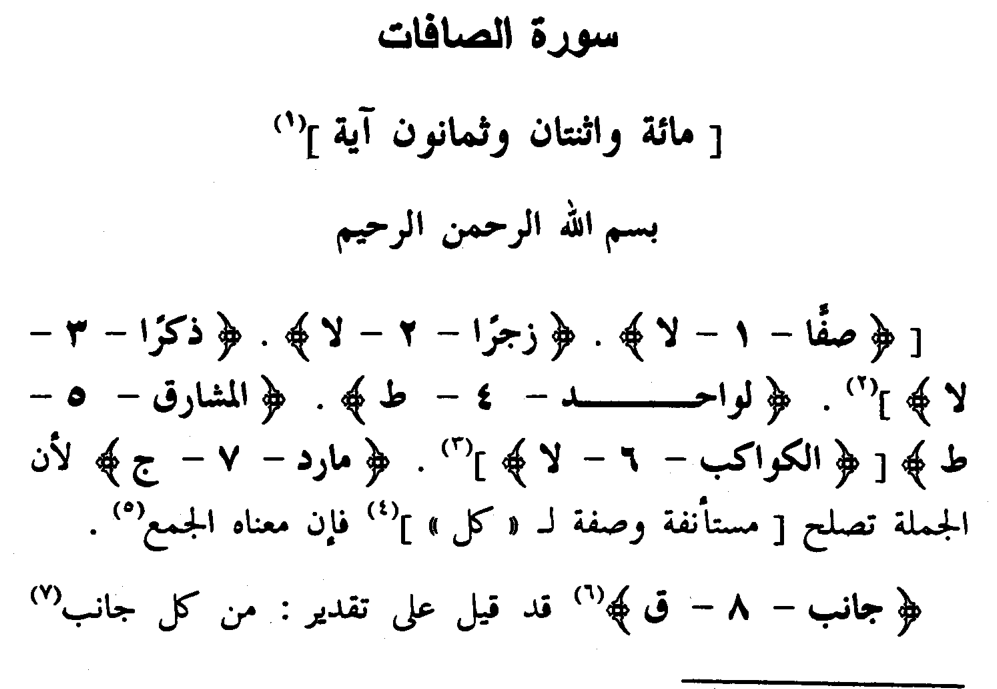 سورة الصافات
[ مائة واثنتان وثمانون آية ](١)
بسم الله الرحمن الرحيم
[ ﴿ صفًّا – ١ – لا ﴾ . ﴿ زجرًا – ٢ – لا ﴾ . ﴿ ذكرًا – ٣ –
لا ﴾ ](٢) . ﴿ لواحـــــــد – ٤ – ط ﴾ . ﴿ المشارق – ٥ –
ط ﴾ [ ﴿ الكواكب – ٦ – لا ﴾ ](٣) . ﴿ مارد – ٧ – ج ﴾ لأن
الجملة تصلح [ مستأنفة وصفة لـ « كل » ](٤) فإن معناه الجمع(٥) .
﴿ جانب – ٨ – ق ﴾(٦) قد قيل على تقدير : من كل جانب(٧)